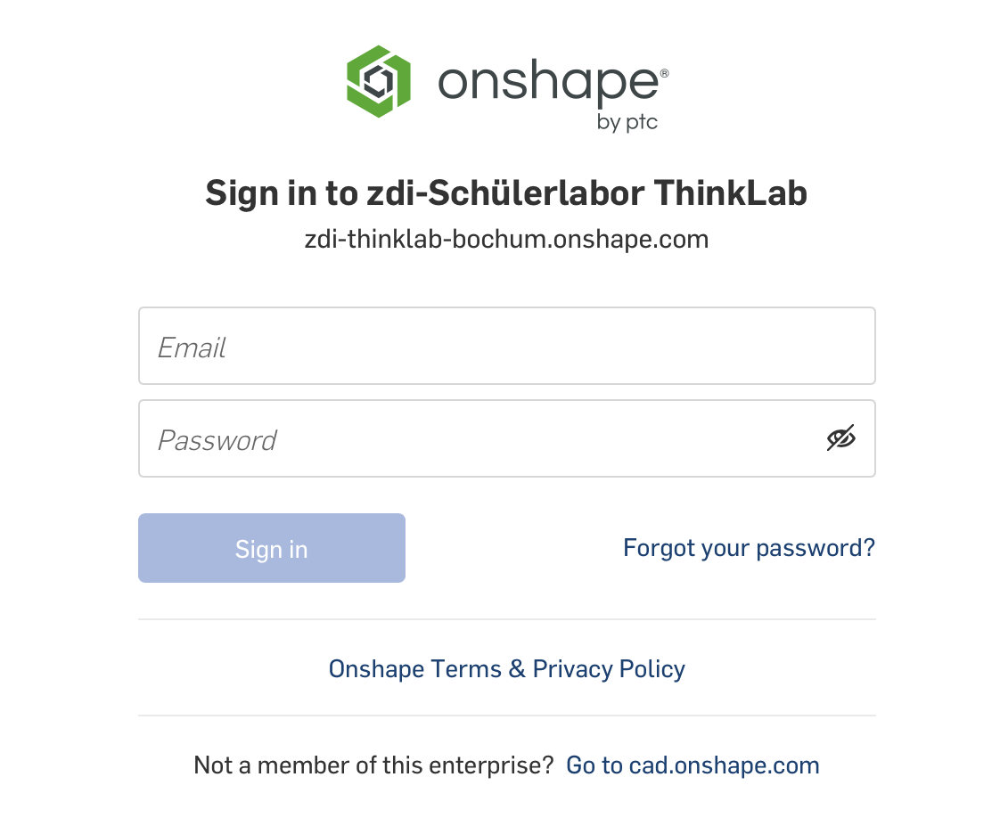 onshape®
by ptc
Sign in to zdi-Schülerlabor ThinkLab
zdi-thinklab-bochum.onshape.com
Email
Password
Sign in
Forgot your password?
Onshape Terms & Privacy Policy
Not a member of this enterprise? Go to cad.onshape.com